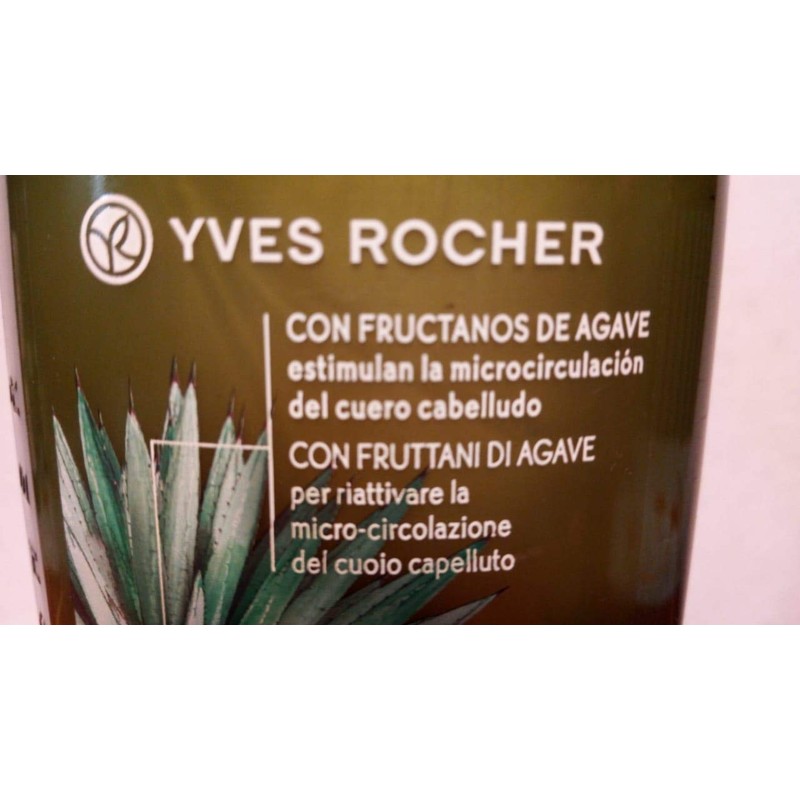 YVES ROCHER
CON FRUCTANOS DE AGAVE
estimulan la microcirculación
del cuero cabelludo
CON FRUTTANI DI AGAVE
per riattivare la
micro-circolazione
del cuoio capelluto